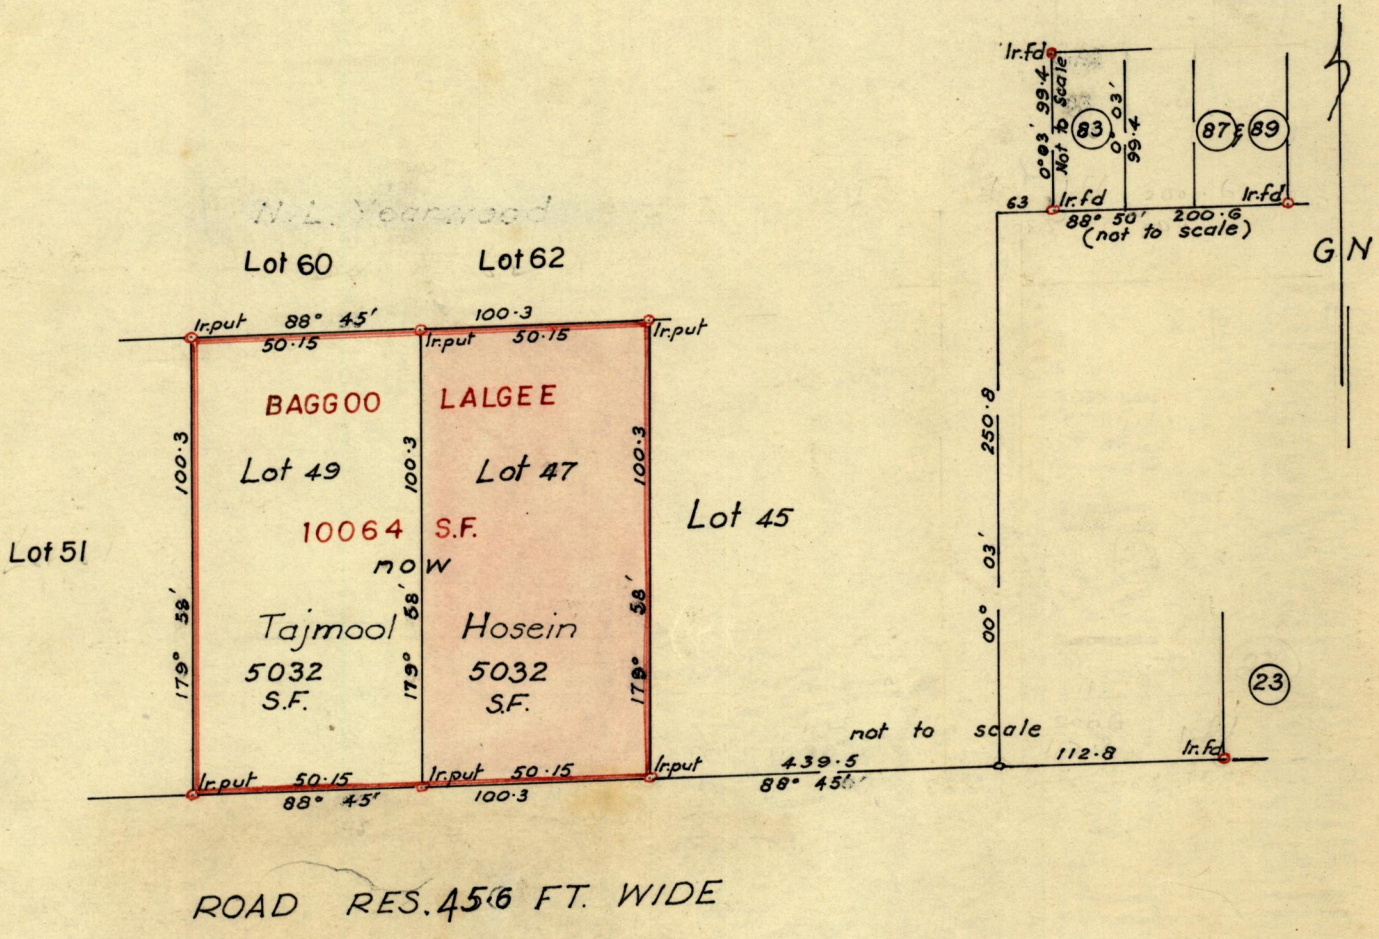 Ir.fd
0° 03' 99.4
Not to Scale
83
0° 03'
99.4
87 & 89
63
Ir.fd
Ir.fd
88° 50' 200.6
(not to scale)
G N
N. L. Yearwood
Lot 60
Lot 62
Ir.put
88° 45'
100.3
50.15
Ir.put
50.15
Ir.put
BAGGOO LALGEE
Lot 49
Lot 47
100.3
100.3
100.3
Lot 45
250.8
10064 S.F.
now
Lot 51
00° 03'
179° 58'
179° 58'
179° 58'
Tajmool Hosein
5032
S.F.
5032
S.F.
23
not to scale
Ir.put
50.15
Ir.put
50.15
Ir.put
439.5
112.8
Ir.fd
88° 45'
100.3
88° 45'
ROAD RES. 45.6 FT. WIDE